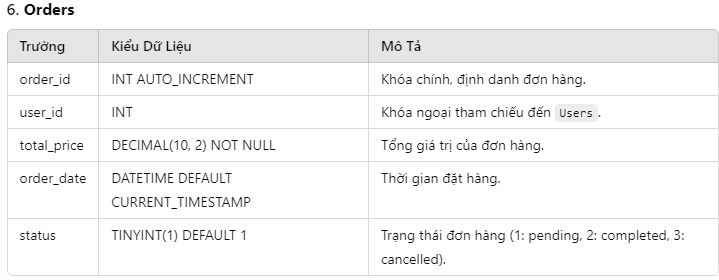 6. Orders
Trường Kiểu Dữ Liệu Mô Tả
order_id INT AUTO_INCREMENT Khóa chính, định danh đơn hàng.
user_id INT Khóa ngoại tham chiếu đến Users.
total_price DECIMAL(10, 2) NOT NULL Tổng giá trị của đơn hàng.
order_date DATETIME DEFAULT Thời gian đặt hàng.
CURRENT_TIMESTAMP
status TINYINT(1) DEFAULT 1 Trạng thái đơn hàng (1: pending, 2: completed, 3:
cancelled).